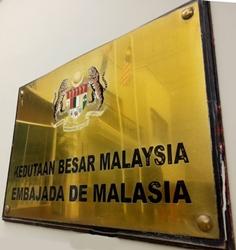 KEDUTAAN BESAR MALAYSIA
EMBAJADA DE MALASIA